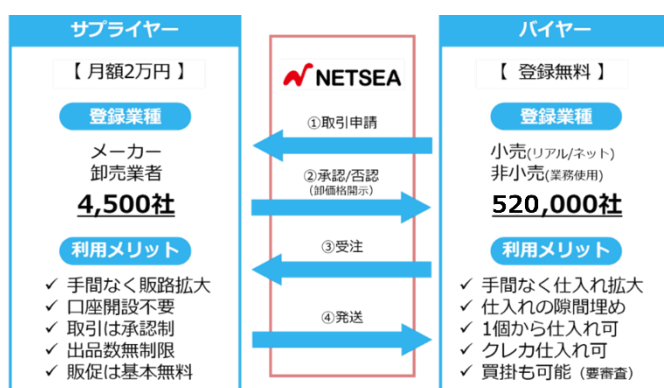 サプライヤー
【 月額2万円 】
登録業種
メーカー
卸売業者
4,500社
利用メリット
✓ 手間なく販路拡大
✓ 口座開設不要
✓ 取引は承認制
✓ 出品数無制限
✓ 販促は基本無料
NETSEA
①取引申請
②承認/否認
(卸価格開示)
③受注
④発送
バイヤー
【 登録無料 】
登録業種
小売(リアル/ネット)
非小売(業務使用)
520,000社
利用メリット
✓ 手間なく仕入れ拡大
✓ 仕入れの隙間埋め
✓ 1個から仕入れ可
✓ クレカ仕入れ可
✓ 買掛も可能（要審査）